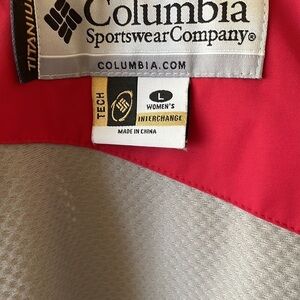 TITANIUM
Columbia
Sportswear Company®
COLUMBIA.COM
TECH
L
WOMEN'S
INTERCHANGE
MADE IN CHINA